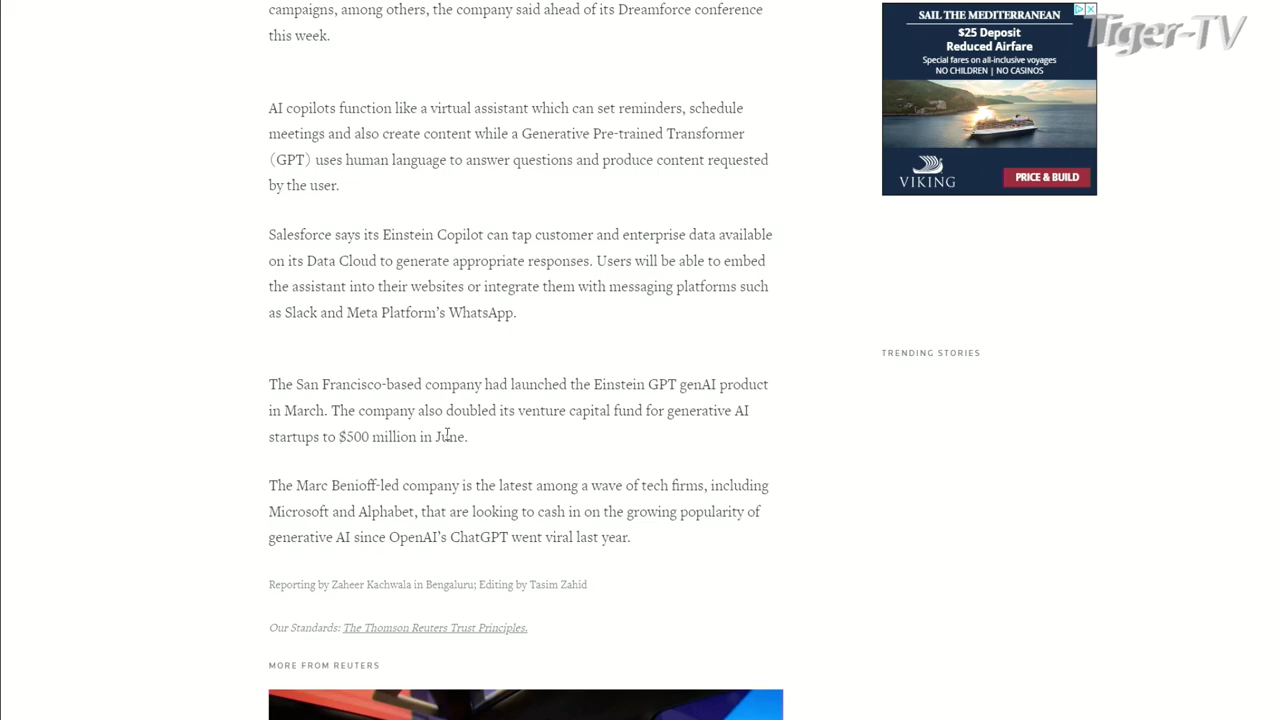 campaigns, among others, the company said ahead of its Dreamforce conference
this week.
AI copilots function like a virtual assistant which can set reminders, schedule
meetings and also create content while a Generative Pre-trained Transformer
(GPT) uses human language to answer questions and produce content requested
by the user.
Salesforce says its Einstein Copilot can tap customer and enterprise data available
on its Data Cloud to generate appropriate responses. Users will be able to embed
the assistant into their websites or integrate them with messaging platforms such
as Slack and Meta Platform’s WhatsApp.
The San Francisco-based company had launched the Einstein GPT genAI product
in March. The company also doubled its venture capital fund for generative AI
startups to $500 million in June.
The Marc Benioff-led company is the latest among a wave of tech firms, including
Microsoft and Alphabet, that are looking to cash in on the growing popularity of
generative AI since OpenAI’s ChatGPT went viral last year.
Reporting by Zaheer Kachwala in Bengaluru; Editing by Tasim Zahid
Our Standards: The Thomson Reuters Trust Principles.
MORE FROM REUTERS
SAIL THE MEDITERRANEAN
$25 Deposit
Reduced Airfare
Special fares on all-inclusive voyages
NO CHILDREN | NO CASINOS
VIKING
PRICE & BUILD
Tiger-TV
TRENDING STORIES